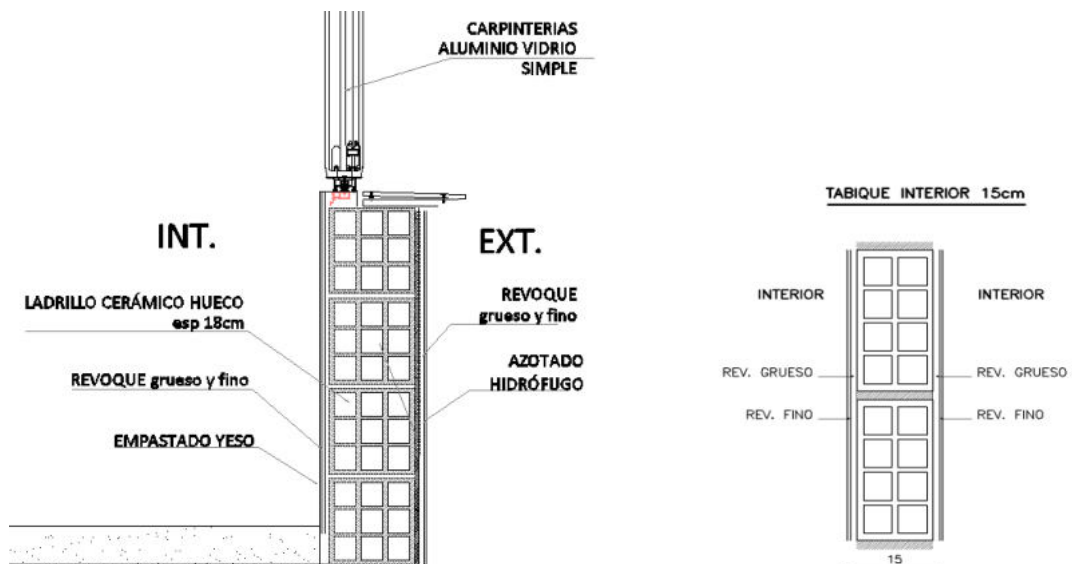 CARPINTERIAS
ALUMINIO VIDRIO
SIMPLE
INT.
EXT.
LADRILLO CERÁMICO HUECO
esp 18cm
REVOQUE grueso y fino
EMPASTADO YESO
REVOQUE
grueso y fino
AZOTADO
HIDRÓFUGO
TABIQUE INTERIOR 15cm
INTERIOR
INTERIOR
REV. GRUESO
REV. GRUESO
REV. FINO
REV. FINO
15